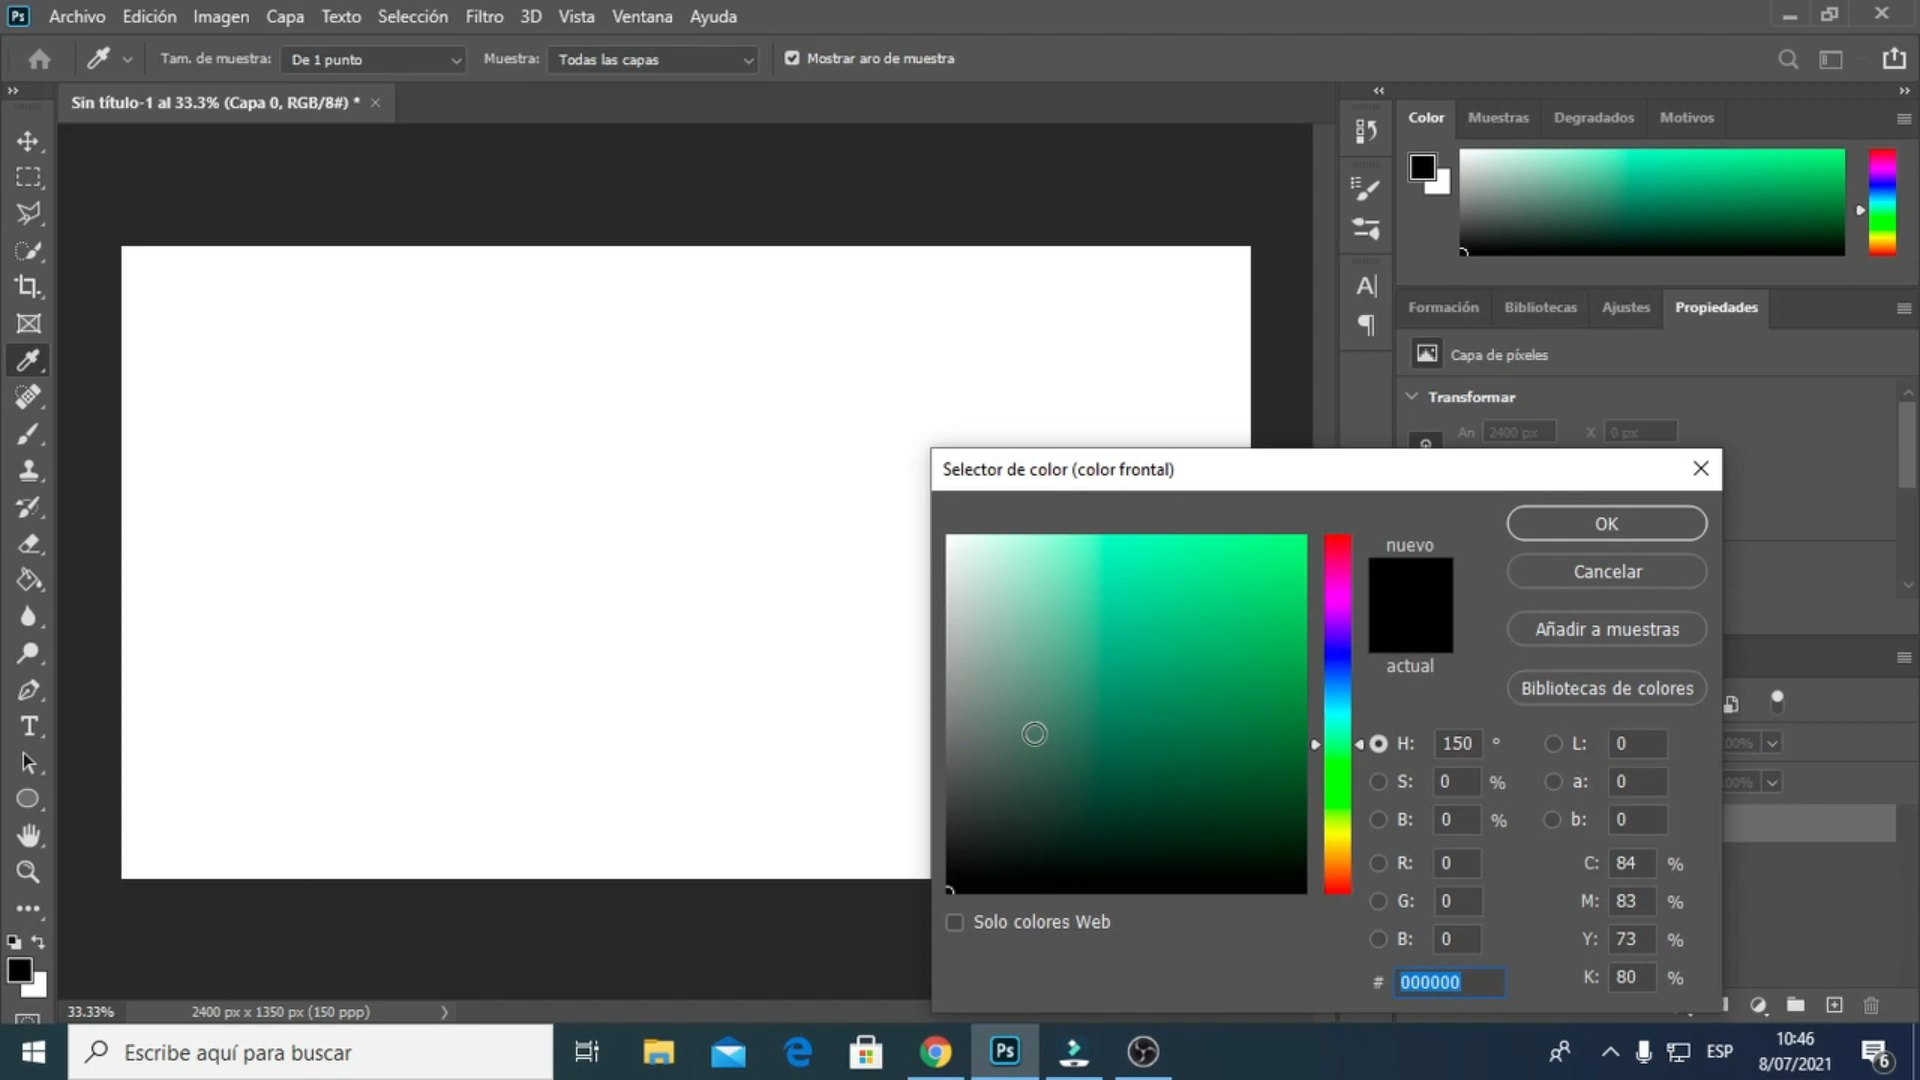 Ps Archivo Edición Imagen Capa Texto Selección Filtro 3D Vista Ventana Ayuda
Tam. de muestra: De 1 punto Muestra: Todas las capas Mostrar aro de muestra
Sin título-1 al 33.3% (Capa 0, RGB/8#) *
Color Muestras Degradados Motivos
Formación Bibliotecas Ajustes Propiedades
Capa de píxeles
Transformar
An 2400 px X 0 px
Selector de color (color frontal)
OK
nuevo
Cancelar
Añadir a muestras
actual
Bibliotecas de colores
H: 150 ° L: 0
S: 0 % a: 0
B: 0 % b: 0
R: 0 C: 84 %
G: 0 M: 83 %
Solo colores Web
B: 0 Y: 73 %
# 000000 K: 80 %
33.33% 2400 px x 1350 px (150 ppp)
Escribe aquí para buscar
Ps
ESP
10:46
8/07/2021
6